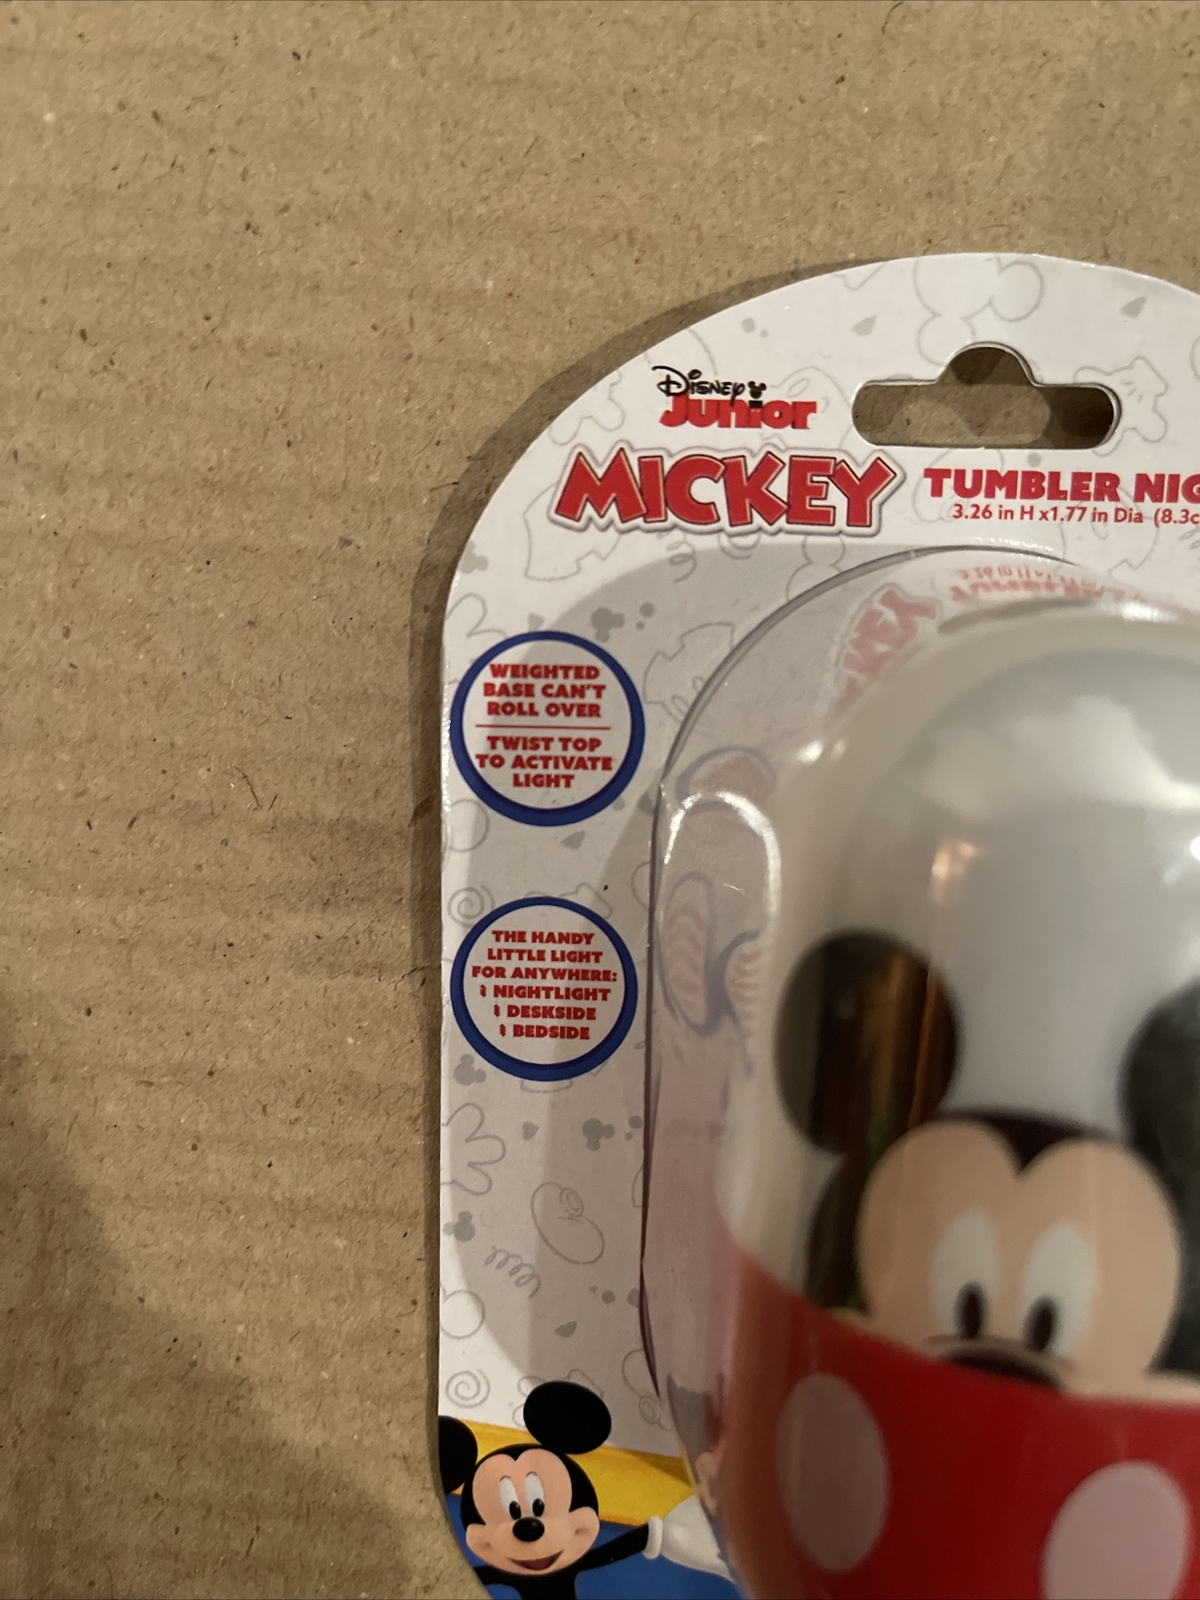 Disney
Junior
MICKEY
TUMBLER NIG
3.26 in H x1.77 in Dia (8.3c
WEIGHTED
BASE CAN'T
ROLL OVER
TWIST TOP
TO ACTIVATE
LIGHT
THE HANDY
LITTLE LIGHT
FOR ANYWHERE:
NIGHTLIGHT
DESKSIDE
BEDSIDE